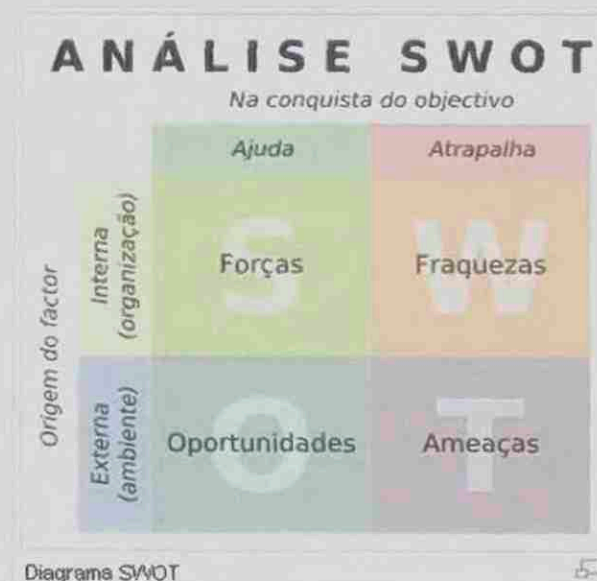 ANÁLISE SWOT
Na conquista do objectivo
Ajuda
Atrapalha
Origem do factor
Interna
(organização)
S
Forças
W
Fraquezas
Externa
(ambiente)
O
Oportunidades
T
Ameaças
Diagrama SWOT